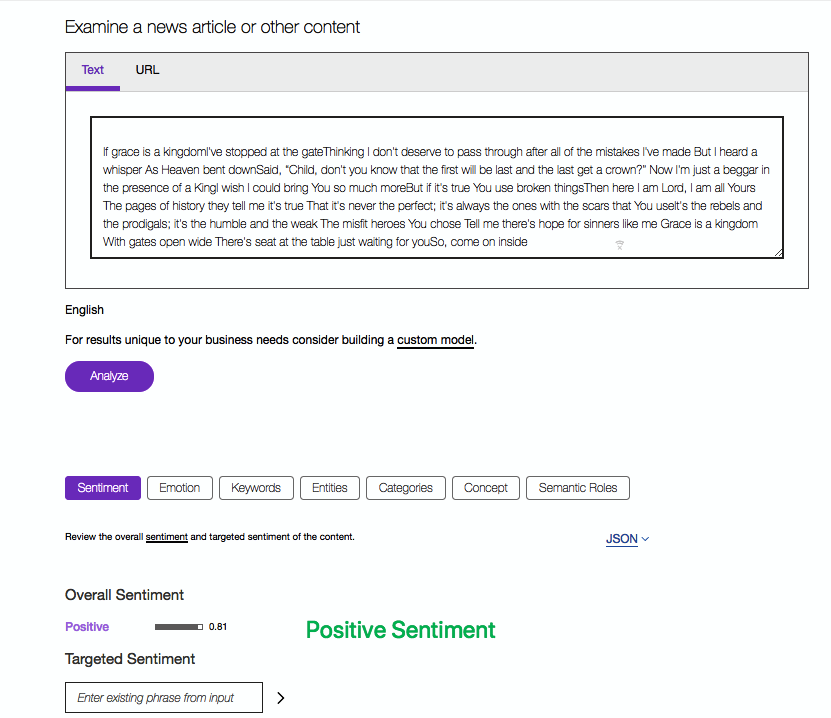 Examine a news article or other content
Text URL
If grace is a kingdomI've stopped at the gateThinking I don't deserve to pass through after all of the mistakes I've made But I heard a
whisper As Heaven bent downSaid, “Child, don't you know that the first will be last and the last get a crown?” Now I'm just a beggar in
the presence of a KingI wish I could bring You so much moreBut if it's true You use broken thingsThen here I am Lord, I am all Yours
The pages of history they tell me it's true That it's never the perfect; it's always the ones with the scars that You useIt's the rebels and
the prodigals; it's the humble and the weak The misfit heroes You chose Tell me there's hope for sinners like me Grace is a kingdom
With gates open wide There's seat at the table just waiting for youSo, come on inside
English
For results unique to your business needs consider building a custom model.
Analyze
Sentiment Emotion Keywords Entities Categories Concept Semantic Roles
Review the overall sentiment and targeted sentiment of the content.
JSON
Overall Sentiment
Positive 0.81 Positive Sentiment
Targeted Sentiment
Enter existing phrase from input